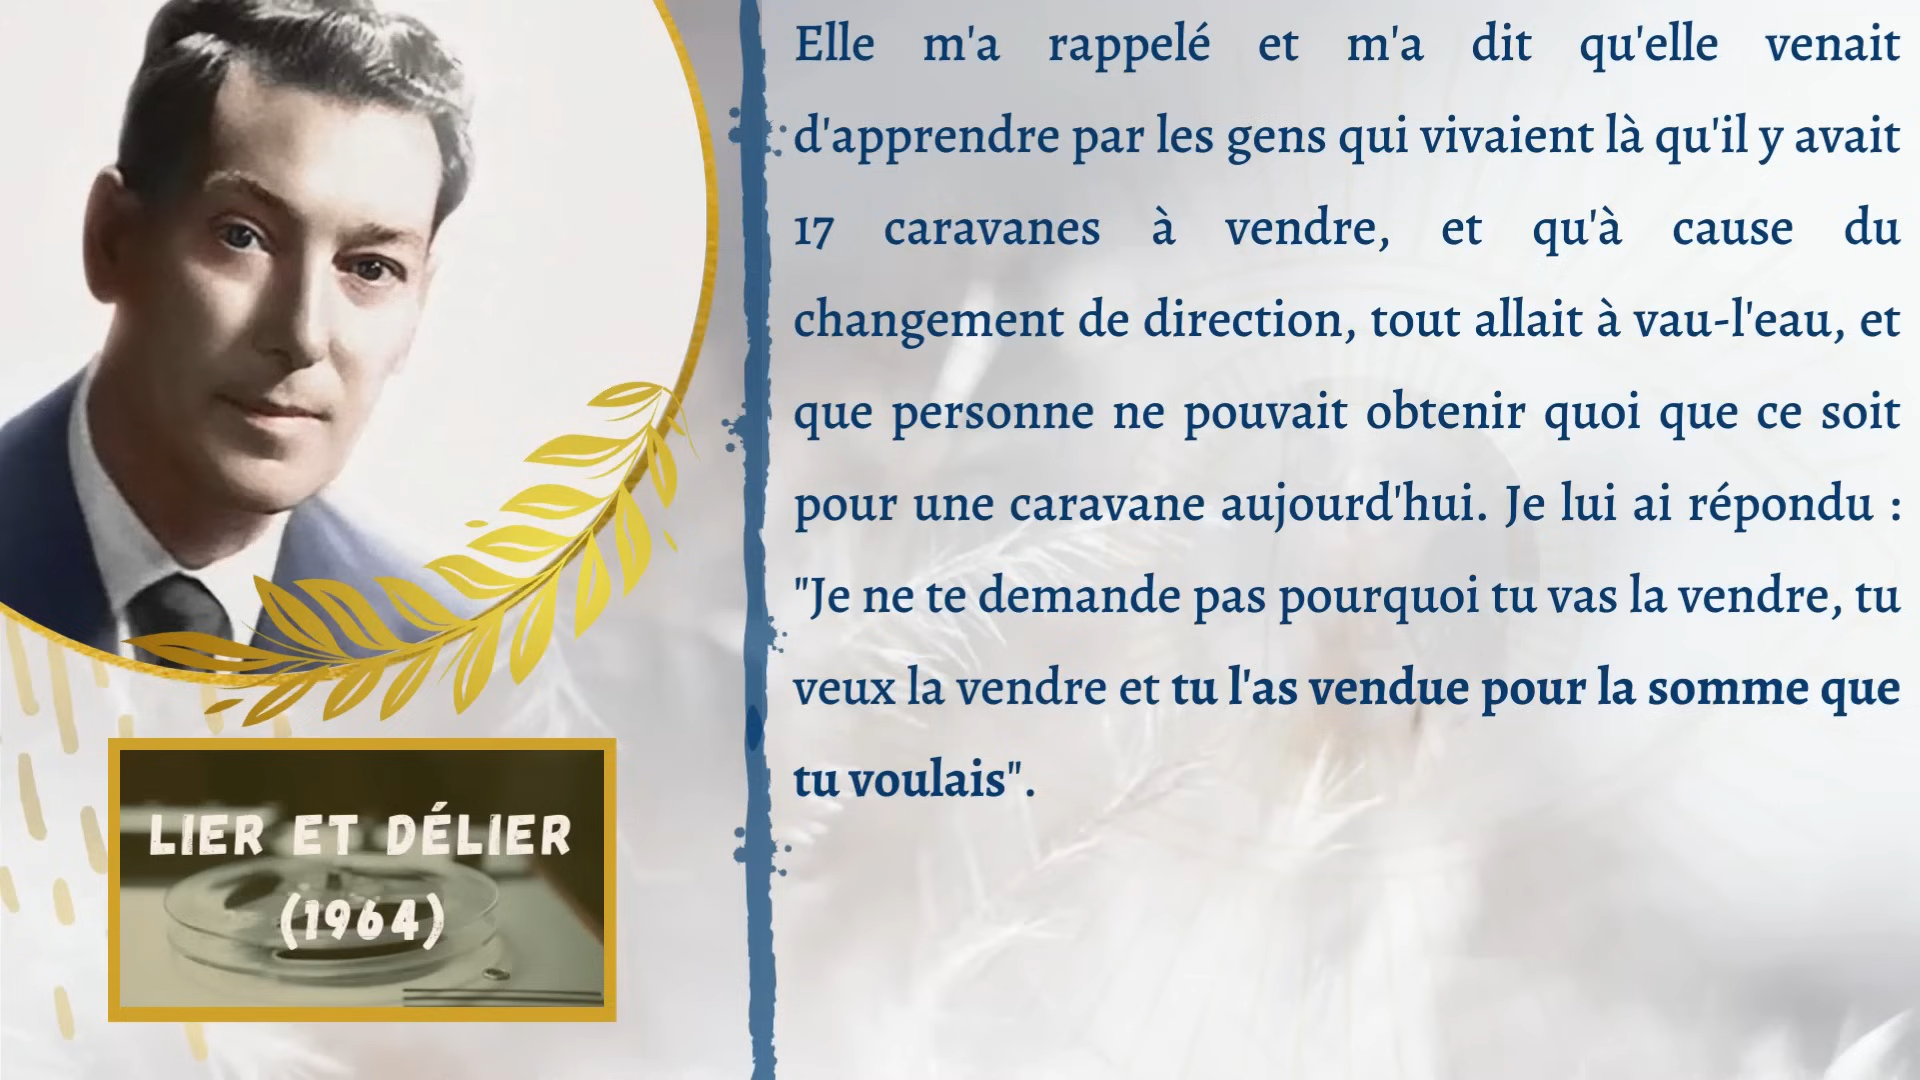 Elle m'a rappelé et m'a dit qu'elle venait
d'apprendre par les gens qui vivaient là qu'il y avait
17 caravanes à vendre, et qu'à cause du
changement de direction, tout allait à vau-l'eau, et
que personne ne pouvait obtenir quoi que ce soit
pour une caravane aujourd'hui. Je lui ai répondu :
"Je ne te demande pas pourquoi tu vas la vendre, tu
veux la vendre et tu l'as vendue pour la somme que
tu voulais".
LIER ET DÉLIER
(1964)